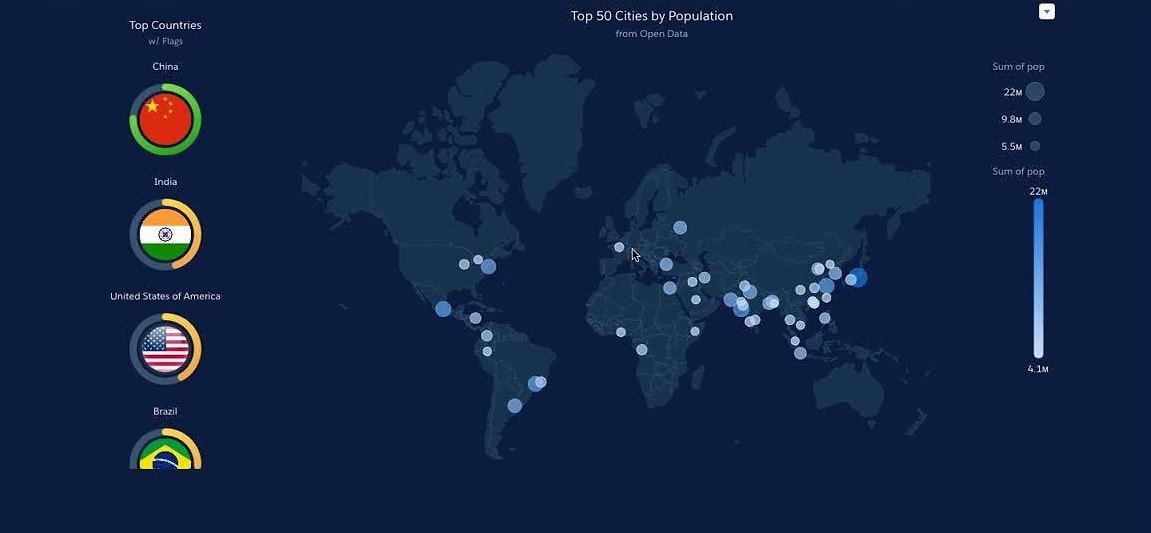 Top Countries
w/ Flags
China
India
United States of America
Brazil
Top 50 Cities by Population
from Open Data
Sum of pop
22M
9.8M
5.5M
Sum of pop
22M
4.1M